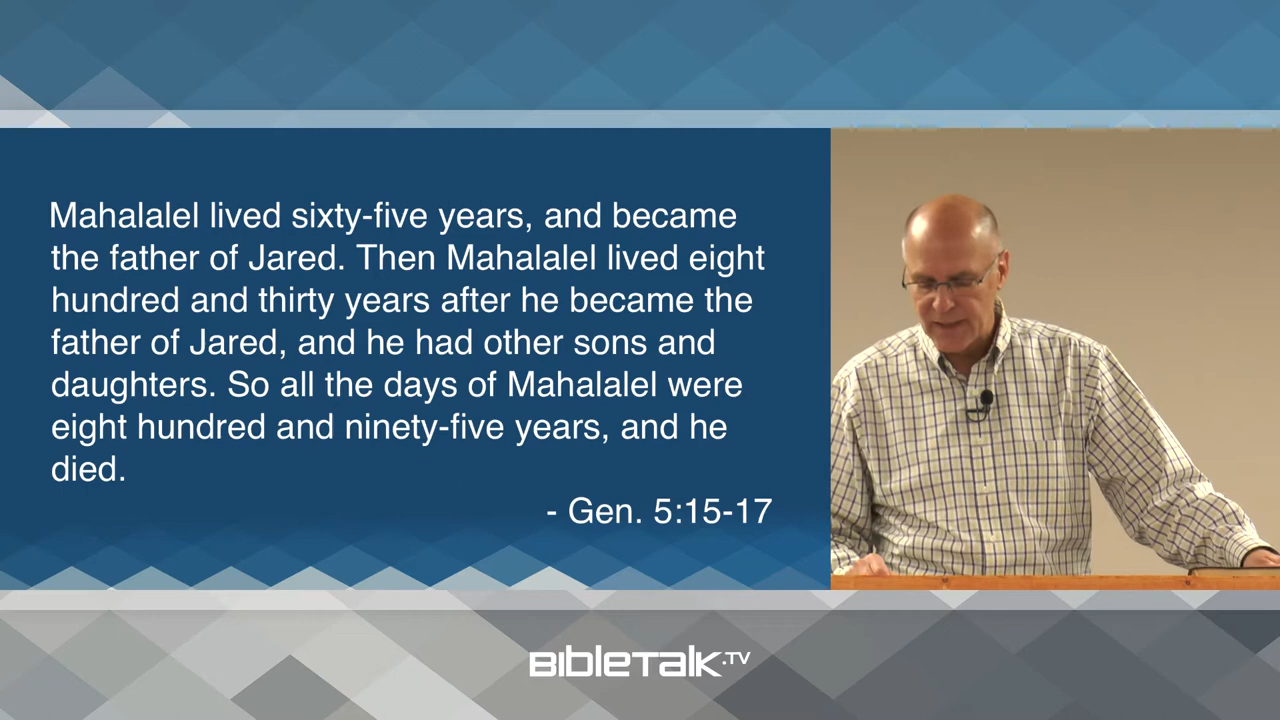 Mahalalel lived sixty-five years, and became
the father of Jared. Then Mahalalel lived eight
hundred and thirty years after he became the
father of Jared, and he had other sons and
daughters. So all the days of Mahalalel were
eight hundred and ninety-five years, and he
died.
- Gen. 5:15-17
BIBLETALK.TV